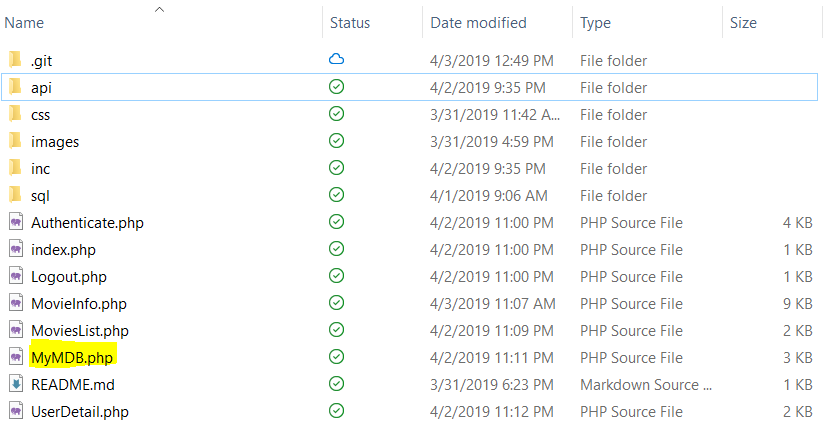 Name Status Date modified Type Size
.git 4/3/2019 12:49 PM File folder
api 4/2/2019 9:35 PM File folder
css 3/31/2019 11:42 A... File folder
images 3/31/2019 4:59 PM File folder
inc 4/2/2019 9:35 PM File folder
sql 4/1/2019 9:06 AM File folder
Authenticate.php 4/2/2019 11:00 PM PHP Source File 4 KB
index.php 4/2/2019 11:00 PM PHP Source File 1 KB
Logout.php 4/2/2019 11:00 PM PHP Source File 1 KB
MovieInfo.php 4/3/2019 11:07 AM PHP Source File 9 KB
MoviesList.php 4/2/2019 11:09 PM PHP Source File 2 KB
MyMDB.php 4/2/2019 11:11 PM PHP Source File 3 KB
README.md 3/31/2019 6:23 PM Markdown Source ... 1 KB
UserDetail.php 4/2/2019 11:12 PM PHP Source File 2 KB